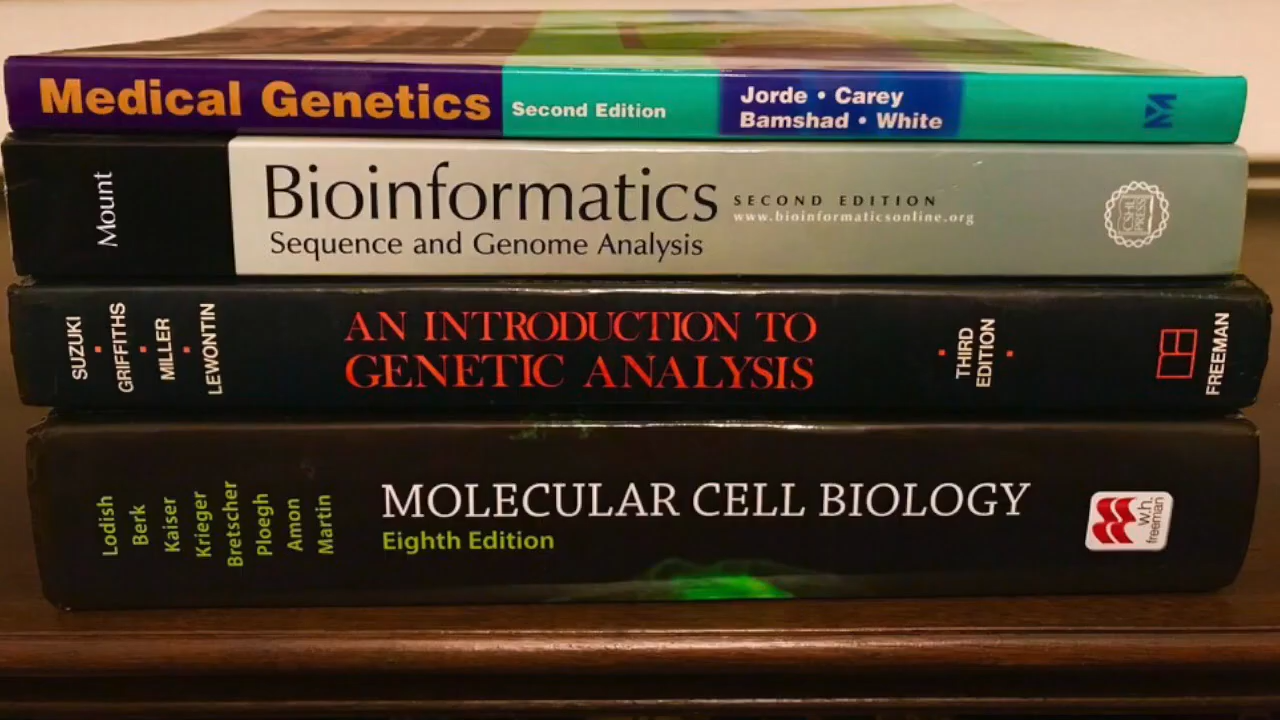 Medical Genetics
Second Edition
Jorde • Carey
Bamshad • White
M
Mount
Bioinformatics
SECOND EDITION
www.bioinformaticsonline.org
Sequence and Genome Analysis
CSHL
PRESS
SUZUKI
GRIFFITHS
MILLER
LEWONTIN
AN INTRODUCTION TO
GENETIC ANALYSIS
THIRD
EDITION
FREEMAN
Lodish
Berk
Kaiser
Krieger
Bretscher
Ploegh
Amon
Martin
MOLECULAR CELL BIOLOGY
Eighth Edition
w.h.
freeman